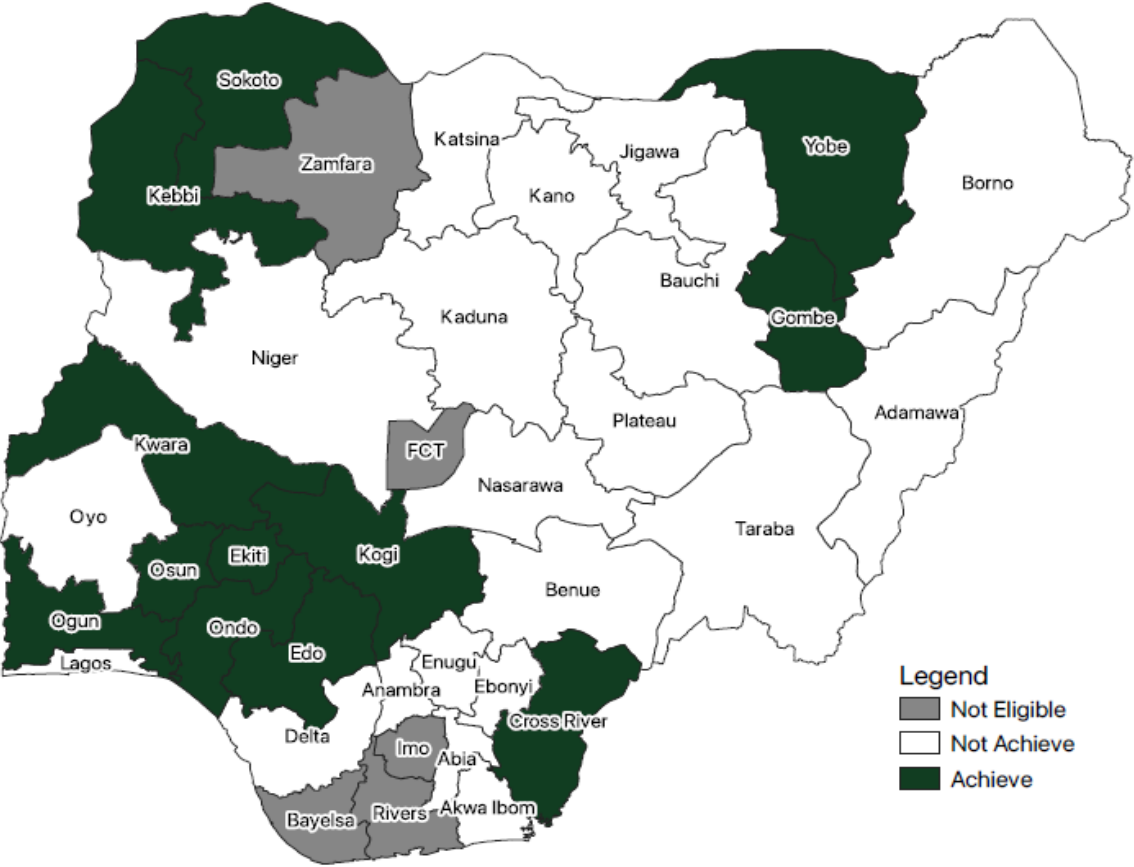 Sokoto
Zamfara
Katsina
Jigawa
Yobe
Borno
Kebbi
Kano
Bauchi
Gombe
Kaduna
Niger
Adamawa
Plateau
Kwara
FCT
Nasarawa
Oyo
Taraba
Kogi
Ekiti
Osun
Benue
Ogun
Ondo
Edo
Lagos
Enugu
Ebonyi
Anambra
Cross River
Delta
Imo
Abia
Akwa Ibom
Rivers
Bayelsa
Legend
Not Eligible
Not Achieve
Achieve